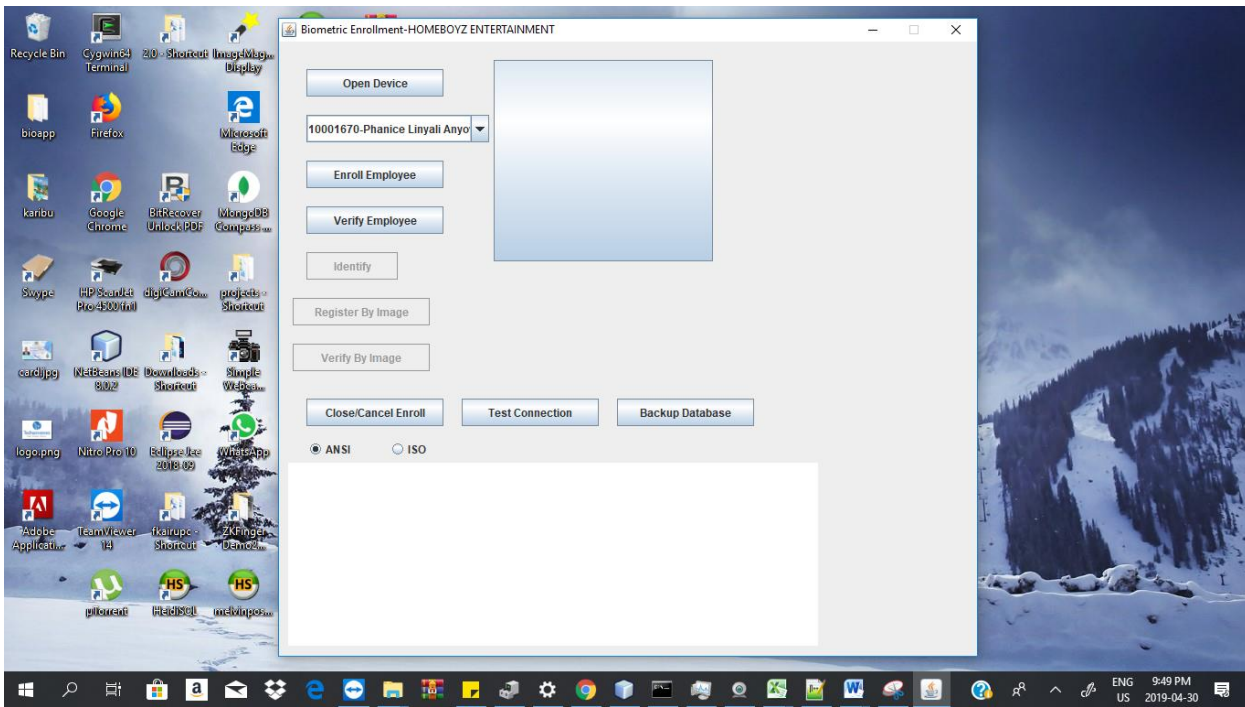 Biometric Enrollment-HOMEBOYZ ENTERTAINMENT
Recycle Bin
Cygwin64 Terminal
2.0 - Shortcut
ImageMag... Display
bioapp
Firefox
Microsoft Edge
karibu
Google Chrome
BitRecover Unlock PDF
MongoDB Compass ...
Swype
HP ScanJet Pro 4500 fn1
digiCamCo...
projects - Shortcut
card.jpg
NetBeans IDE 8.0.2
Downloads - Shortcut
Simple Webca...
logo.png
Nitro Pro 10
Eclipse Jee 2018-09
WhatsApp
Adobe Applicati...
TeamViewer 14
fkairupc - Shortcut
ZKFinger Demo2...
µTorrent
HeidiSQL
melvinpos...
Open Device
10001670-Phanice Linyali Anyo
Enroll Employee
Verify Employee
Identify
Register By Image
Verify By Image
Close/Cancel Enroll
Test Connection
Backup Database
ANSI
ISO
ENG
US
9:49 PM
2019-04-30